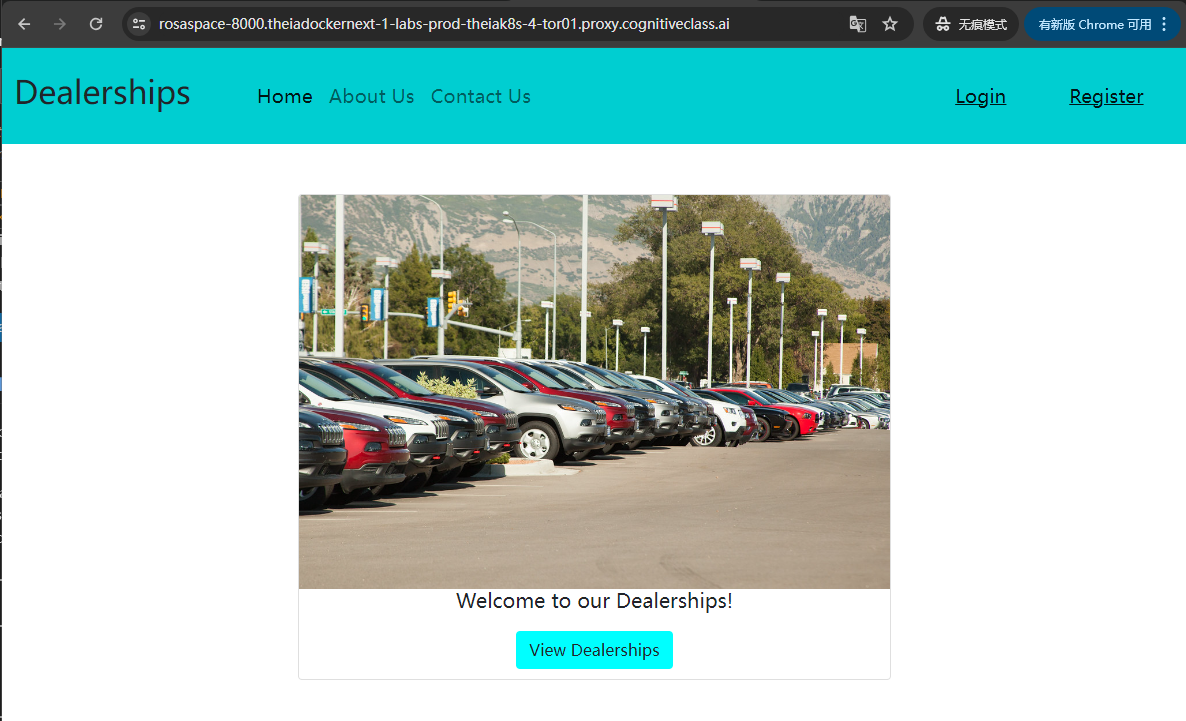 rosaspace-8000.theiadockernext-1-labs-prod-theiak8s-4-tor01.proxy.cognitiveclass.ai
无痕模式
有新版 Chrome 可用
Dealerships
Home About Us Contact Us
Login
Register
Welcome to our Dealerships!
View Dealerships